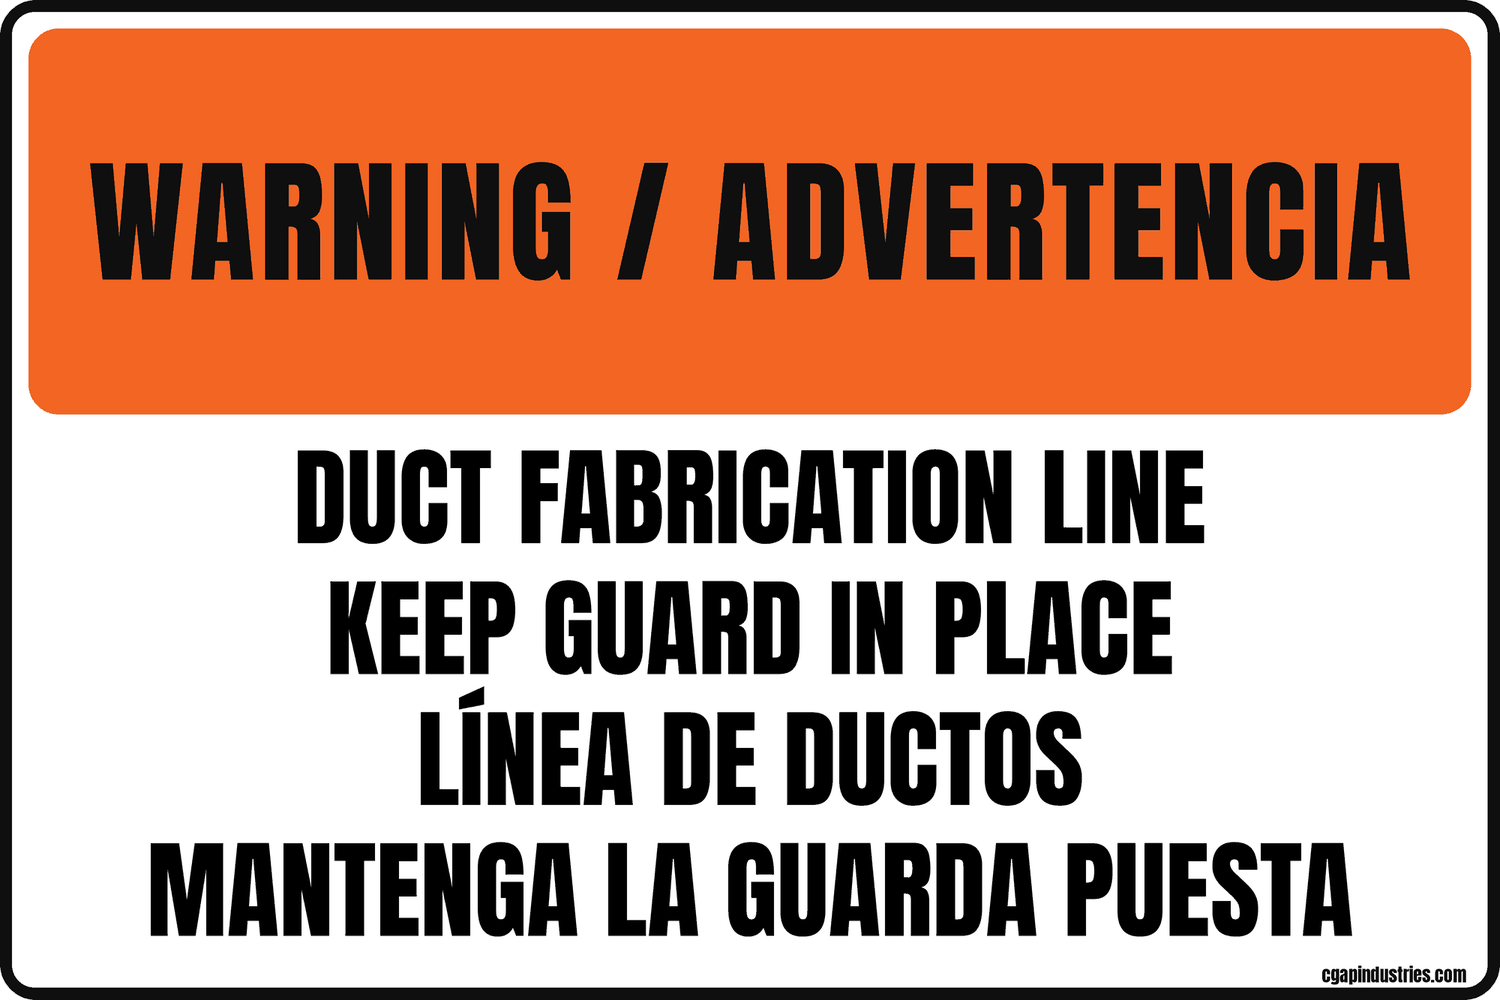 WARNING / ADVERTENCIA
DUCT FABRICATION LINE
KEEP GUARD IN PLACE
LÍNEA DE DUCTOS
MANTENGA LA GUARDA PUESTA
cgapindustries.com